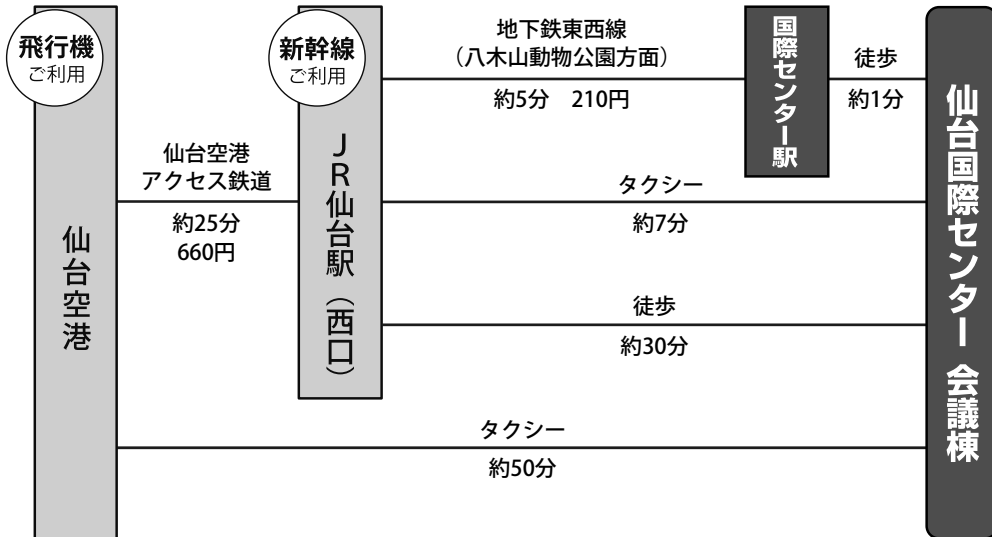 飛行機
ご利用
仙台空港
仙台空港
アクセス鉄道
約25分
660円
新幹線
ご利用
JR仙台駅（西口）
地下鉄東西線
（八木山動物公園方面）
約5分　210円
国際センター駅
徒歩
約1分
タクシー
約7分
徒歩
約30分
タクシー
約50分
仙台国際センター 会議棟